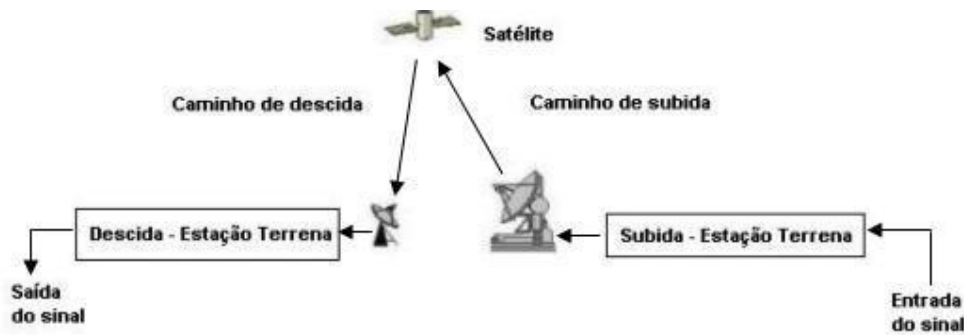 Satélite
Caminho de descida
Caminho de subida
Descida - Estação Terrena
Subida - Estação Terrena
Saída
do sinal
Entrada
do sinal